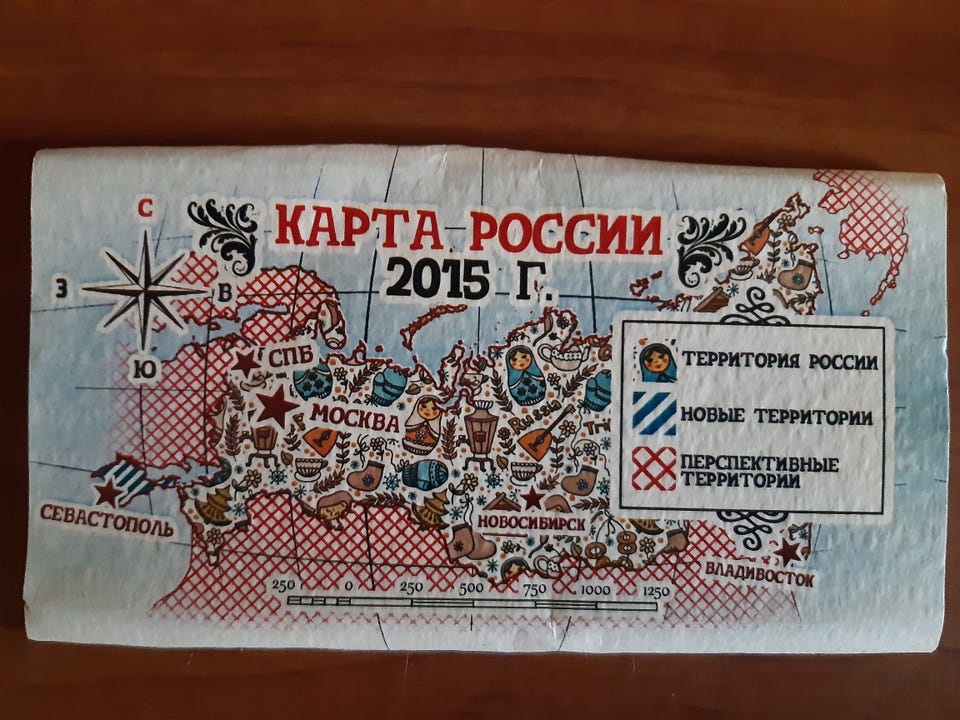 КАРТА РОССИИ
2015 Г.
С
З
В
Ю
СПБ
МОСКВА
СЕВАСТОПОЛЬ
НОВОСИБИРСК
ВЛАДИВОСТОК
Russia
ТЕРРИТОРИЯ РОССИИ
НОВЫЕ ТЕРРИТОРИИ
ПЕРСПЕКТИВНЫЕ
ТЕРРИТОРИИ
250 0 250 500 750 1000 1250